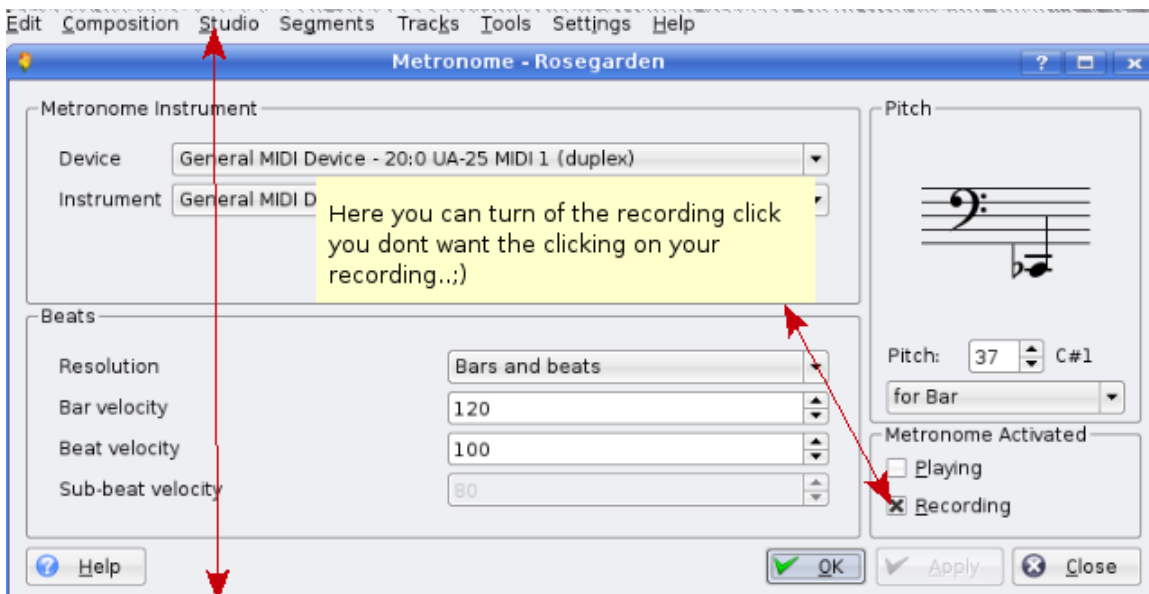 Edit Composition Studio Segments Tracks Tools Settings Help
Metronome - Rosegarden
Metronome Instrument
Device General MIDI Device - 20:0 UA-25 MIDI 1 (duplex)
Instrument General MIDI D
Here you can turn of the recording click
you dont want the clicking on your
recording..;)
Beats
Resolution Bars and beats
Bar velocity 120
Beat velocity 100
Sub-beat velocity 80
Pitch
Pitch: 37 C#1
for Bar
Metronome Activated
Playing
Recording
Help OK Apply Close